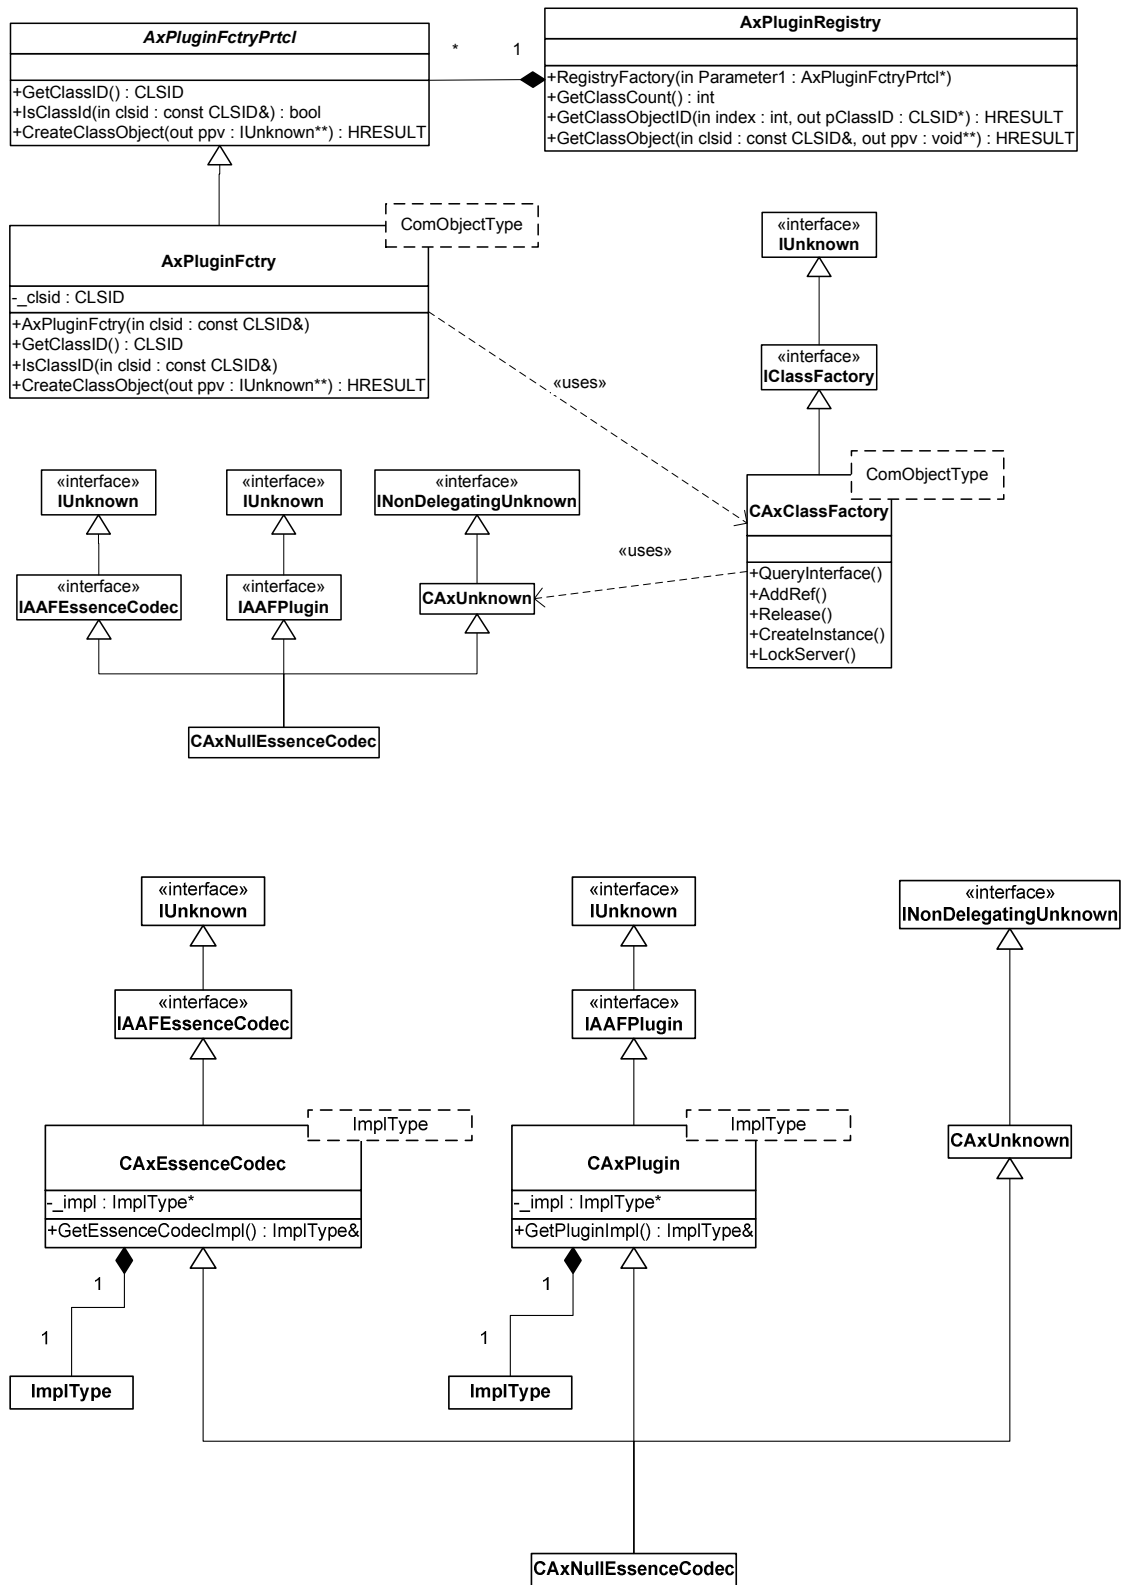 AxPluginFctryPrtcl
+GetClassID() : CLSID
+IsClassId(in clsid : const CLSID&) : bool
+CreateClassObject(out ppv : IUnknown**) : HRESULT
*
1
AxPluginRegistry
+RegistryFactory(in Parameter1 : AxPluginFctryPrtcl*)
+GetClassCount() : int
+GetClassObjectID(in index : int, out pClassID : CLSID*) : HRESULT
+GetClassObject(in clsid : const CLSID&, out ppv : void**) : HRESULT
ComObjectType
AxPluginFctry
-_clsid : CLSID
+AxPluginFctry(in clsid : const CLSID&)
+GetClassID() : CLSID
+IsClassID(in clsid : const CLSID&)
+CreateClassObject(out ppv : IUnknown**) : HRESULT
«interface»
IUnknown
«interface»
IClassFactory
«uses»
ComObjectType
CAxClassFactory
+QueryInterface()
+AddRef()
+Release()
+CreateInstance()
+LockServer()
«interface»
IUnknown
«interface»
IUnknown
«interface»
INonDelegatingUnknown
«uses»
«interface»
IAAFEssenceCodec
«interface»
IAAFPlugin
CAxUnknown
CAxNullEssenceCodec
«interface»
IUnknown
«interface»
IUnknown
«interface»
INonDelegatingUnknown
«interface»
IAAFEssenceCodec
«interface»
IAAFPlugin
ImplType
CAxEssenceCodec
-_impl : ImplType*
+GetEssenceCodecImpl() : ImplType&
ImplType
CAxPlugin
-_impl : ImplType*
+GetPluginImpl() : ImplType&
CAxUnknown
1
1
ImplType
1
1
ImplType
CAxNullEssenceCodec